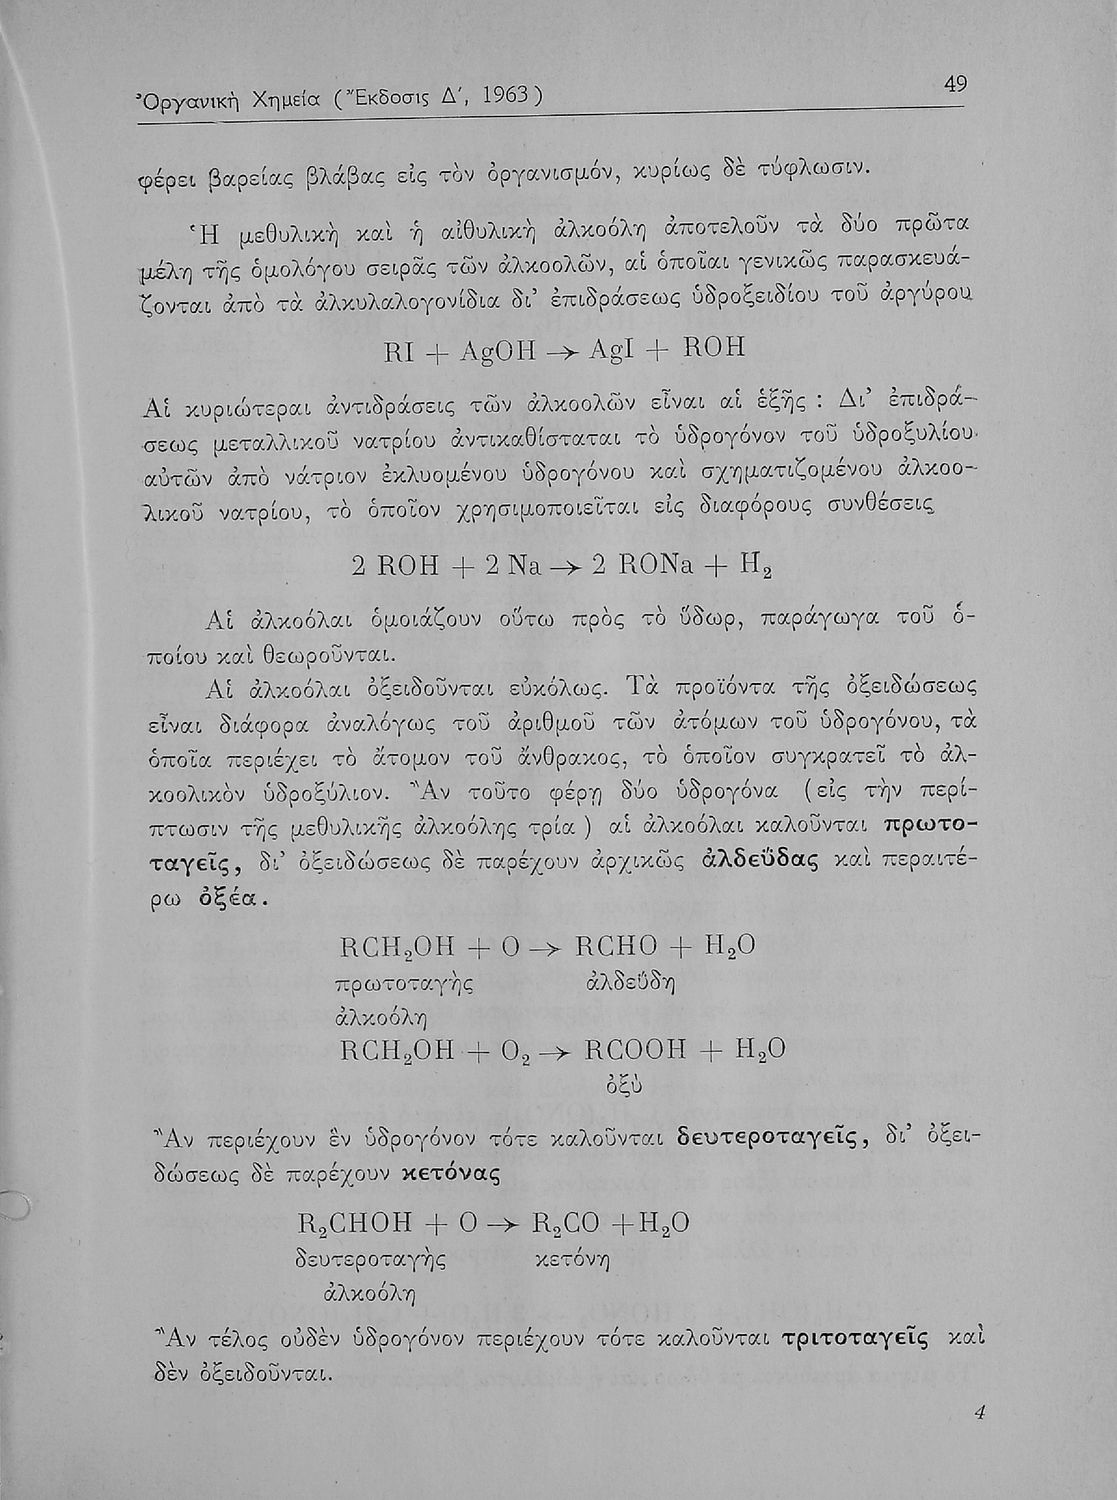 Ὀργανικὴ Χημεία (Ἔκδοσις Δ', 1963)
49
φέρει βαρείας βλάβας εἰς τὸν ὀργανισμόν, κυρίως δὲ τύφλωσιν.
Ἡ μεθυλικὴ καὶ ἡ αἰθυλικὴ ἀλκοόλη ἀποτελοῦν τὰ δύο πρῶτα
μέλη τῆς ὁμολόγου σειρᾶς τῶν ἀλκοολῶν, αἱ ὁποῖαι γενικῶς παρασκευά-
ζονται ἀπὸ τὰ ἀλκυλαλογονίδια δι' ἐπιδράσεως ὑδροξειδίου τοῦ ἀργύρου
RI + AgOH → AgI + ROH
Αἱ κυριώτεραι ἀντιδράσεις τῶν ἀλκοολῶν εἶναι αἱ ἑξῆς : Δι' ἐπιδρά-
σεως μεταλλικοῦ νατρίου ἀντικαθίσταται τὸ ὑδρογόνον τοῦ ὑδροξυλίου
αὐτῶν ἀπὸ νάτριον ἐκλυομένου ὑδρογόνου καὶ σχηματιζομένου ἀλκοο-
λικοῦ νατρίου, τὸ ὁποῖον χρησιμοποιεῖται εἰς διαφόρους συνθέσεις
2 ROH + 2 Na → 2 RONa + H₂
Αἱ ἀλκοόλαι ὁμοιάζουν οὕτω πρὸς τὸ ὕδωρ, παράγωγα τοῦ ὁ-
ποίου καὶ θεωροῦνται.
Αἱ ἀλκοόλαι ὀξειδοῦνται εὐκόλως. Τὰ προϊόντα τῆς ὀξειδώσεως
εἶναι διάφορα ἀναλόγως τοῦ ἀριθμοῦ τῶν ἀτόμων τοῦ ὑδρογόνου, τὰ
ὁποῖα περιέχει τὸ ἄτομον τοῦ ἄνθρακος, τὸ ὁποῖον συγκρατεῖ τὸ ἀλ-
κοολικὸν ὑδροξύλιον. Ἂν τοῦτο φέρῃ δύο ὑδρογόνα (εἰς τὴν περί-
πτωσιν τῆς μεθυλικῆς ἀλκοόλης τρία ) αἱ ἀλκοόλαι καλοῦνται πρωτο-
ταγεῖς, δι' ὀξειδώσεως δὲ παρέχουν ἀρχικῶς ἀλδεΰδας καὶ περαιτέ-
ρω ὀξέα.
RCH₂OH + O → RCHO + H₂O
πρωτοταγὴς ἀλδεΰδη
ἀλκοόλη
RCH₂OH + O₂ → RCOOH + H₂O
ὀξὺ
Ἂν περιέχουν ἓν ὑδρογόνον τότε καλοῦνται δευτεροταγεῖς, δι' ὀξει-
δώσεως δὲ παρέχουν κετόνας
R₂CHOH + O → R₂CO + H₂O
δευτεροταγὴς κετόνη
ἀλκοόλη
Ἂν τέλος οὐδὲν ὑδρογόνον περιέχουν τότε καλοῦνται τριτοταγεῖς καὶ
δὲν ὀξειδοῦνται.
4